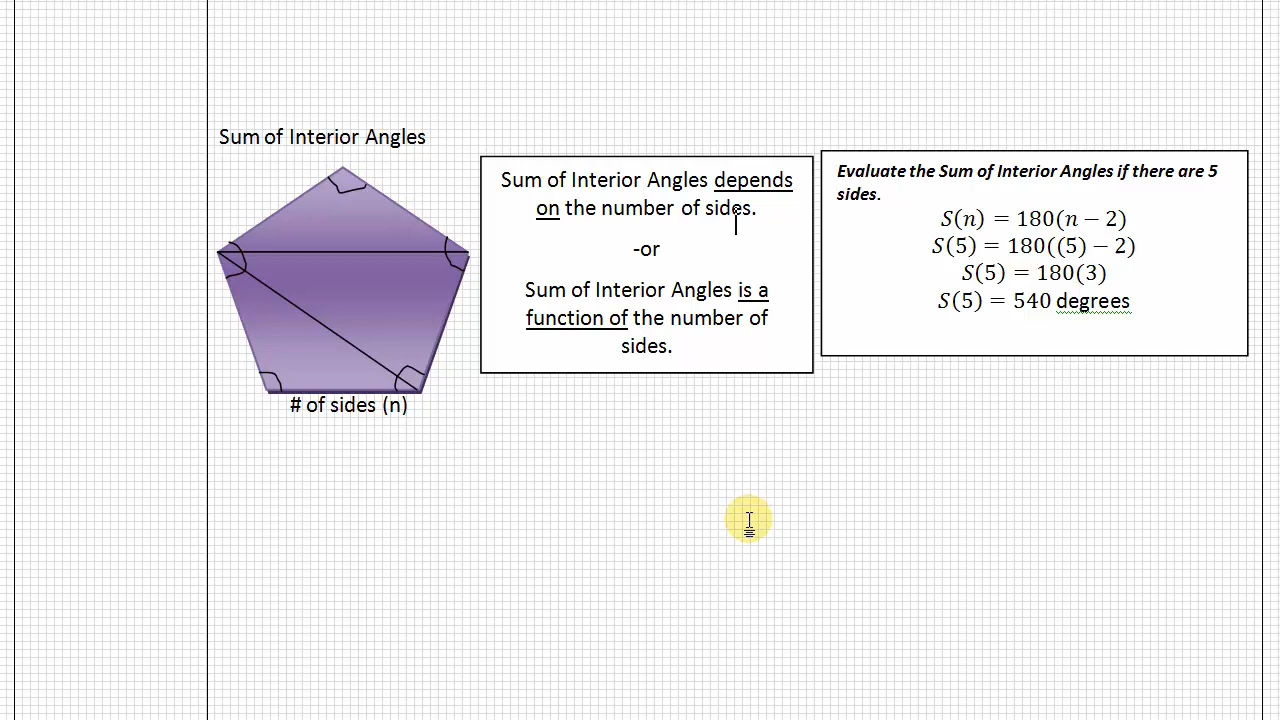 Sum of Interior Angles
# of sides (n)
Sum of Interior Angles depends
on the number of sides.
-or
Sum of Interior Angles is a
function of the number of
sides.
Evaluate the Sum of Interior Angles if there are 5
sides.
S(n) = 180(n − 2)
S(5) = 180((5) − 2)
S(5) = 180(3)
S(5) = 540 degrees